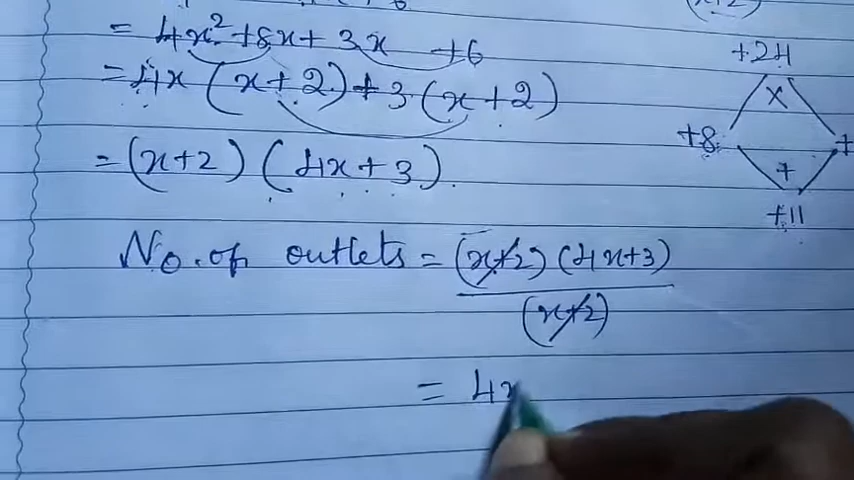 = 4x² + 8x + 3x + 6
= 4x (x + 2) + 3 (x + 2)
= (x+2) (4x + 3).
+24
×
+8
+
+11
No. of outlets = (x+2) (4x+3)
(x+2)
= 4x